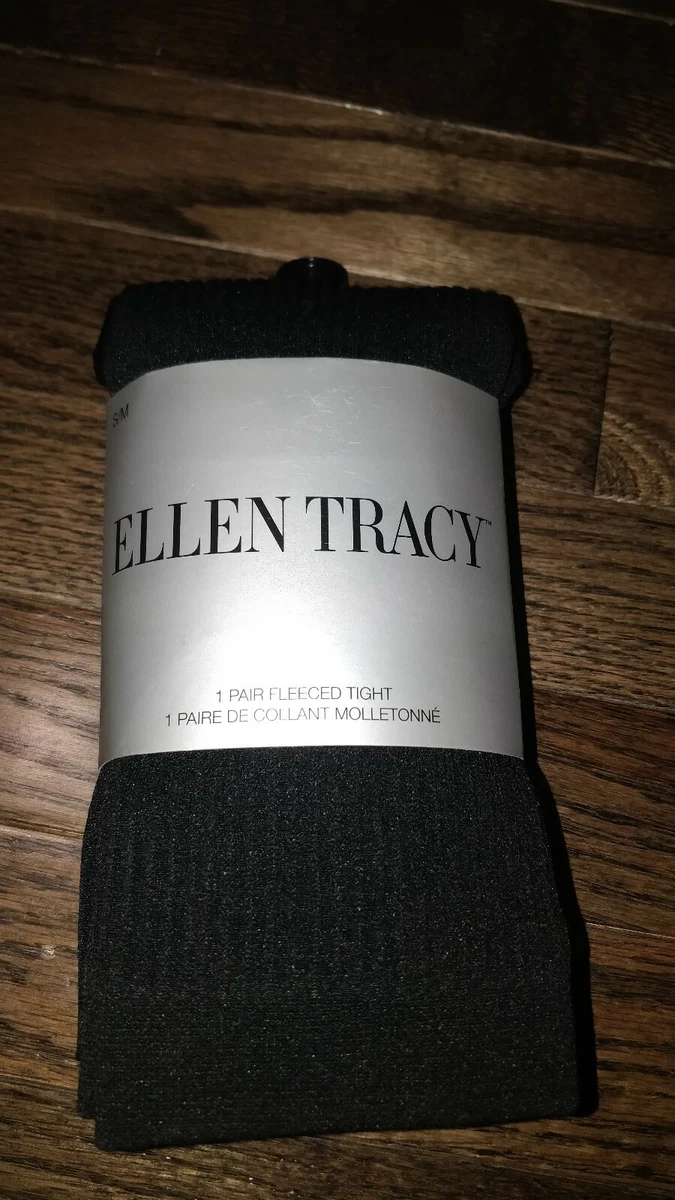 S/M
ELLEN TRACY™
1 PAIR FLEECED TIGHT
1 PAIRE DE COLLANT MOLLETONNÉ